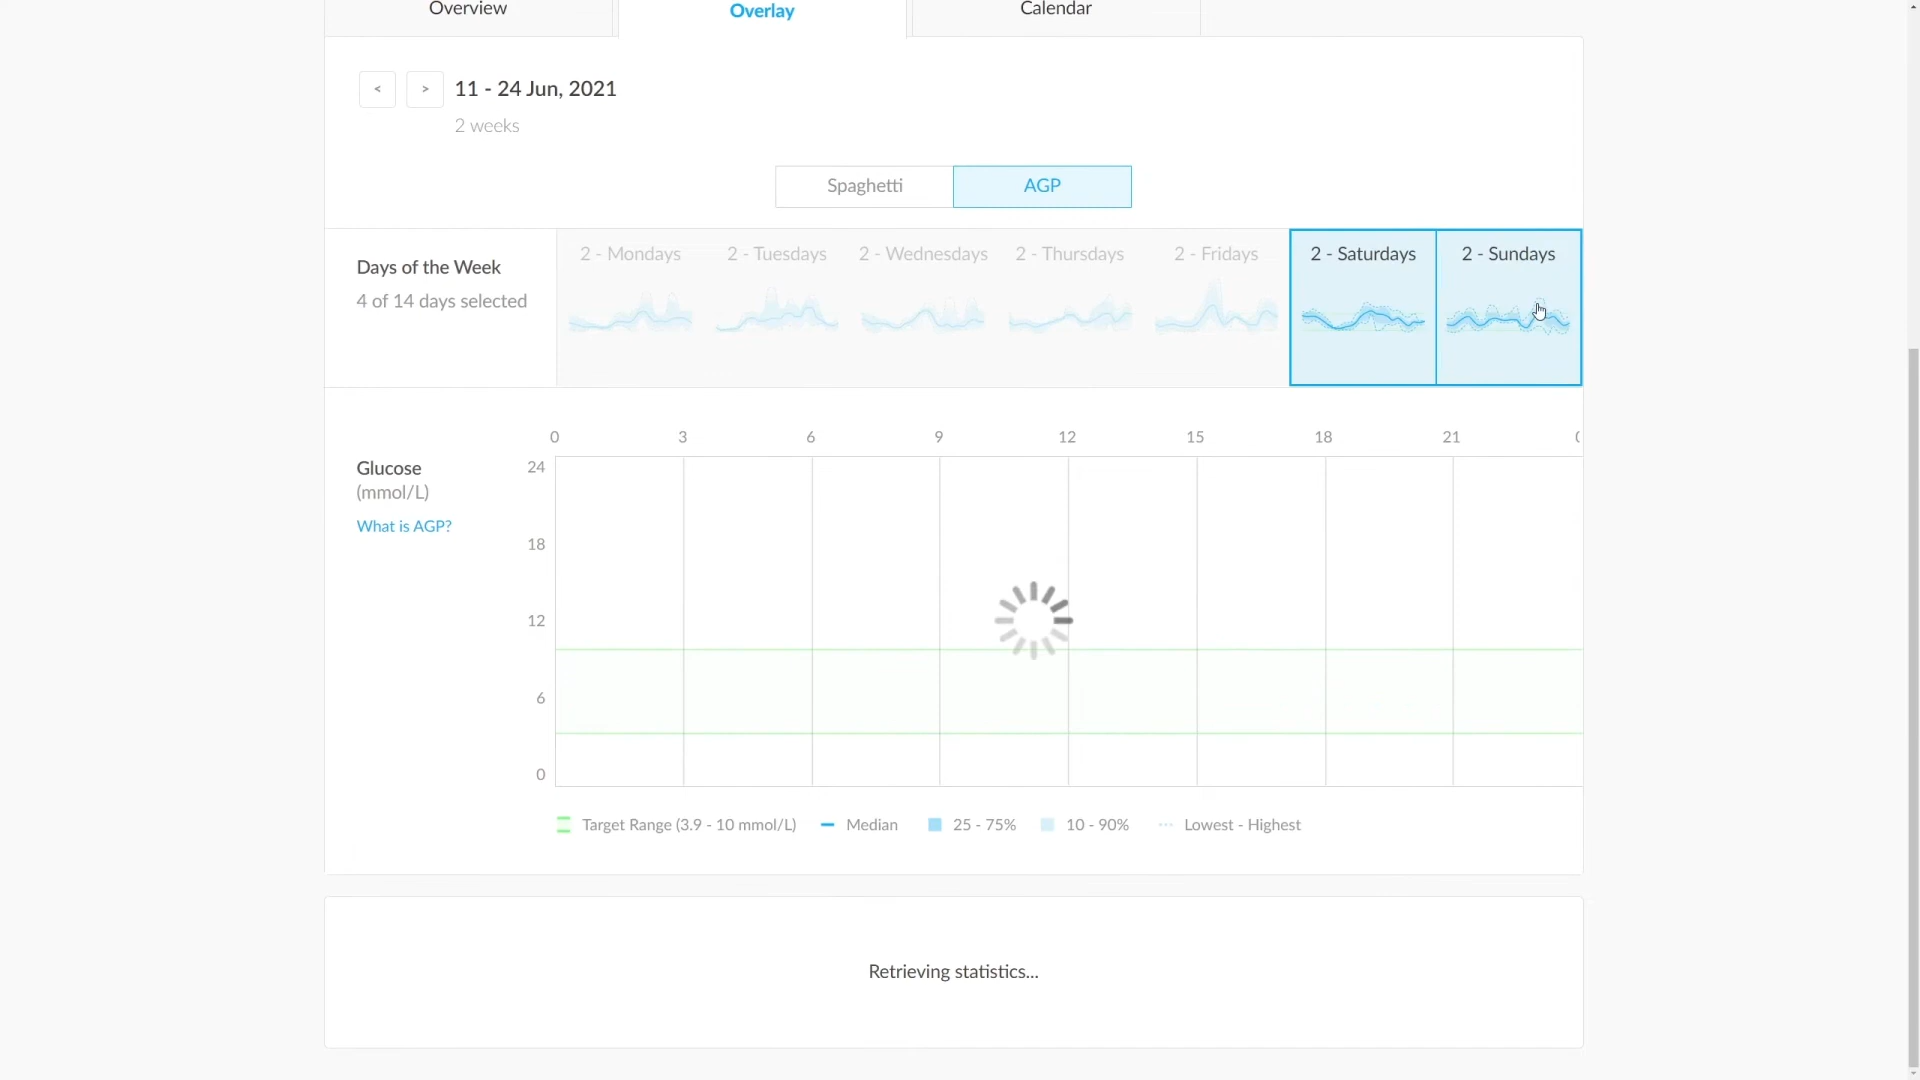 Overview
Overlay
Calendar
<
>
11 - 24 Jun, 2021
2 weeks
Spaghetti
AGP
Days of the Week
4 of 14 days selected
2 - Mondays
2 - Tuesdays
2 - Wednesdays
2 - Thursdays
2 - Fridays
2 - Saturdays
2 - Sundays
0 3 6 9 12 15 18 21
Glucose
(mmol/L)
What is AGP?
24
18
12
6
0
Target Range (3.9 - 10 mmol/L)
Median
25 - 75%
10 - 90%
Lowest - Highest
Retrieving statistics...